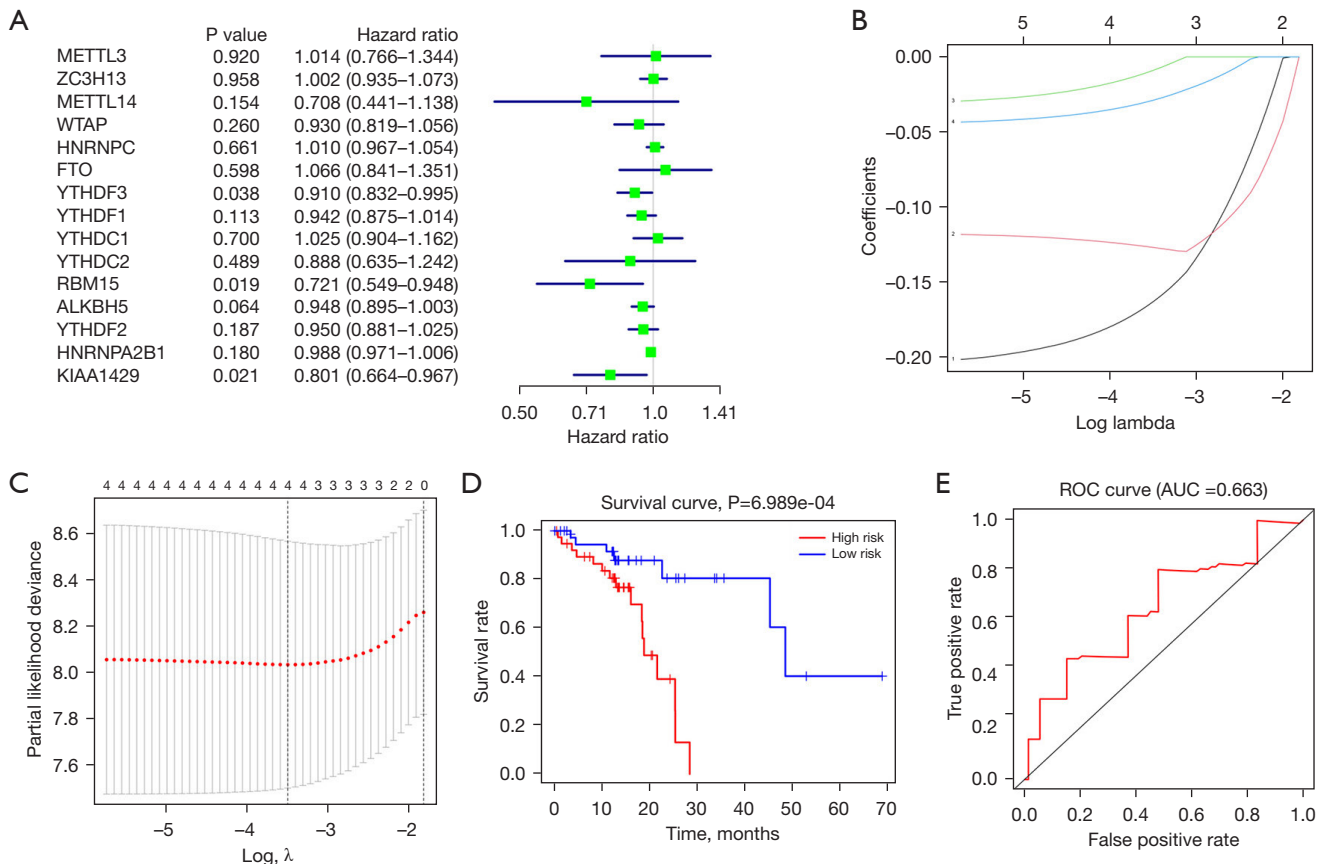 A
P value Hazard ratio
METTL3 0.920 1.014 (0.766–1.344)
ZC3H13 0.958 1.002 (0.935–1.073)
METTL14 0.154 0.708 (0.441–1.138)
WTAP 0.260 0.930 (0.819–1.056)
HNRNPC 0.661 1.010 (0.967–1.054)
FTO 0.598 1.066 (0.841–1.351)
YTHDF3 0.038 0.910 (0.832–0.995)
YTHDF1 0.113 0.942 (0.875–1.014)
YTHDC1 0.700 1.025 (0.904–1.162)
YTHDC2 0.489 0.888 (0.635–1.242)
RBM15 0.019 0.721 (0.549–0.948)
ALKBH5 0.064 0.948 (0.895–1.003)
YTHDF2 0.187 0.950 (0.881–1.025)
HNRNPA2B1 0.180 0.988 (0.971–1.006)
KIAA1429 0.021 0.801 (0.664–0.967)
0.50 0.71 1.0 1.41
Hazard ratio
B
5 4 3 2
Coefficients
0.00
−0.05
−0.10
−0.15
−0.20
3
4
2
1
−5 −4 −3 −2
Log lambda
C
4 4 4 4 4 4 4 4 4 4 4 4 4 4 3 3 3 3 3 2 2 0
Partial likelihood deviance
8.6
8.4
8.2
8.0
7.8
7.6
−5 −4 −3 −2
Log, λ
D
Survival curve, P=6.989e-04
High risk
Low risk
Survival rate
1.0
0.8
0.6
0.4
0.2
0.0
0 10 20 30 40 50 60 70
Time, months
E
ROC curve (AUC =0.663)
True positive rate
1.0
0.8
0.6
0.4
0.2
0.0
0.0 0.2 0.4 0.6 0.8 1.0
False positive rate